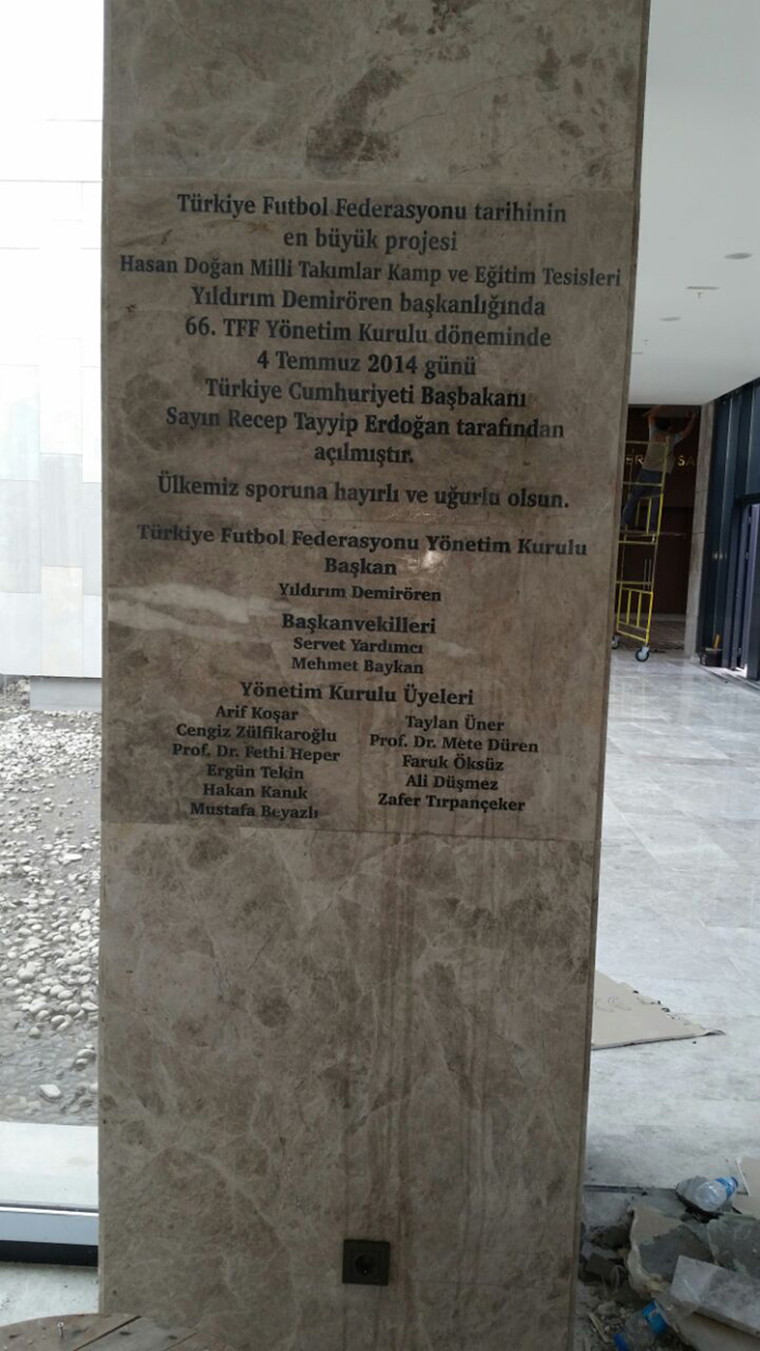 Türkiye Futbol Federasyonu tarihinin
en büyük projesi
Hasan Doğan Milli Takımlar Kamp ve Eğitim Tesisleri
Yıldırım Demirören başkanlığında
66. TFF Yönetim Kurulu döneminde
4 Temmuz 2014 günü
Türkiye Cumhuriyeti Başbakanı
Sayın Recep Tayyip Erdoğan tarafından
açılmıştır.
Ülkemiz sporuna hayırlı ve uğurlu olsun.
Türkiye Futbol Federasyonu Yönetim Kurulu
Başkan
Yıldırım Demirören
Başkanvekilleri
Servet Yardımcı
Mehmet Baykan
Yönetim Kurulu Üyeleri
Arif Koşar
Cengiz Zülfikaroğlu
Prof. Dr. Fethi Heper
Ergün Tekin
Hakan Kanık
Mustafa Beyazlı
Taylan Üner
Prof. Dr. Mete Düren
Faruk Öksüz
Ali Düşmez
Zafer Tırpançeker